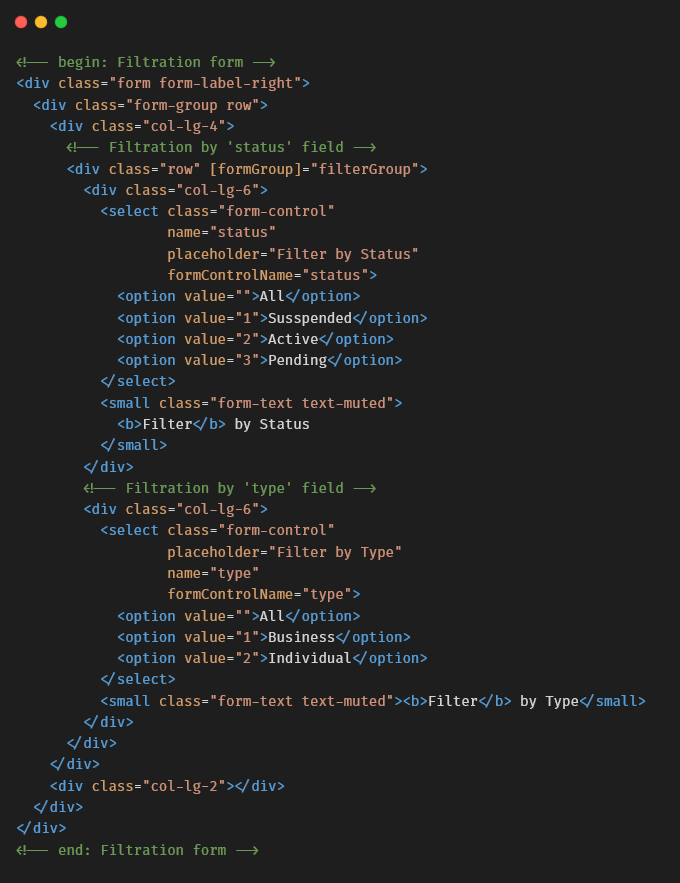 <!-- begin: Filtration form -->
<div class="form form-label-right">
  <div class="form-group row">
    <div class="col-lg-4">
      <!-- Filtration by 'status' field -->
      <div class="row" [formGroup]="filterGroup">
        <div class="col-lg-6">
          <select class="form-control"
                  name="status"
                  placeholder="Filter by Status"
                  formControlName="status">
            <option value="">All</option>
            <option value="1">Susspended</option>
            <option value="2">Active</option>
            <option value="3">Pending</option>
          </select>
          <small class="form-text text-muted">
            <b>Filter</b> by Status
          </small>
        </div>
        <!-- Filtration by 'type' field -->
        <div class="col-lg-6">
          <select class="form-control"
                  placeholder="Filter by Type"
                  name="type"
                  formControlName="type">
            <option value="">All</option>
            <option value="1">Business</option>
            <option value="2">Individual</option>
          </select>
          <small class="form-text text-muted"><b>Filter</b> by Type</small>
        </div>
      </div>
    </div>
    <div class="col-lg-2"></div>
  </div>
</div>
<!-- end: Filtration form -->